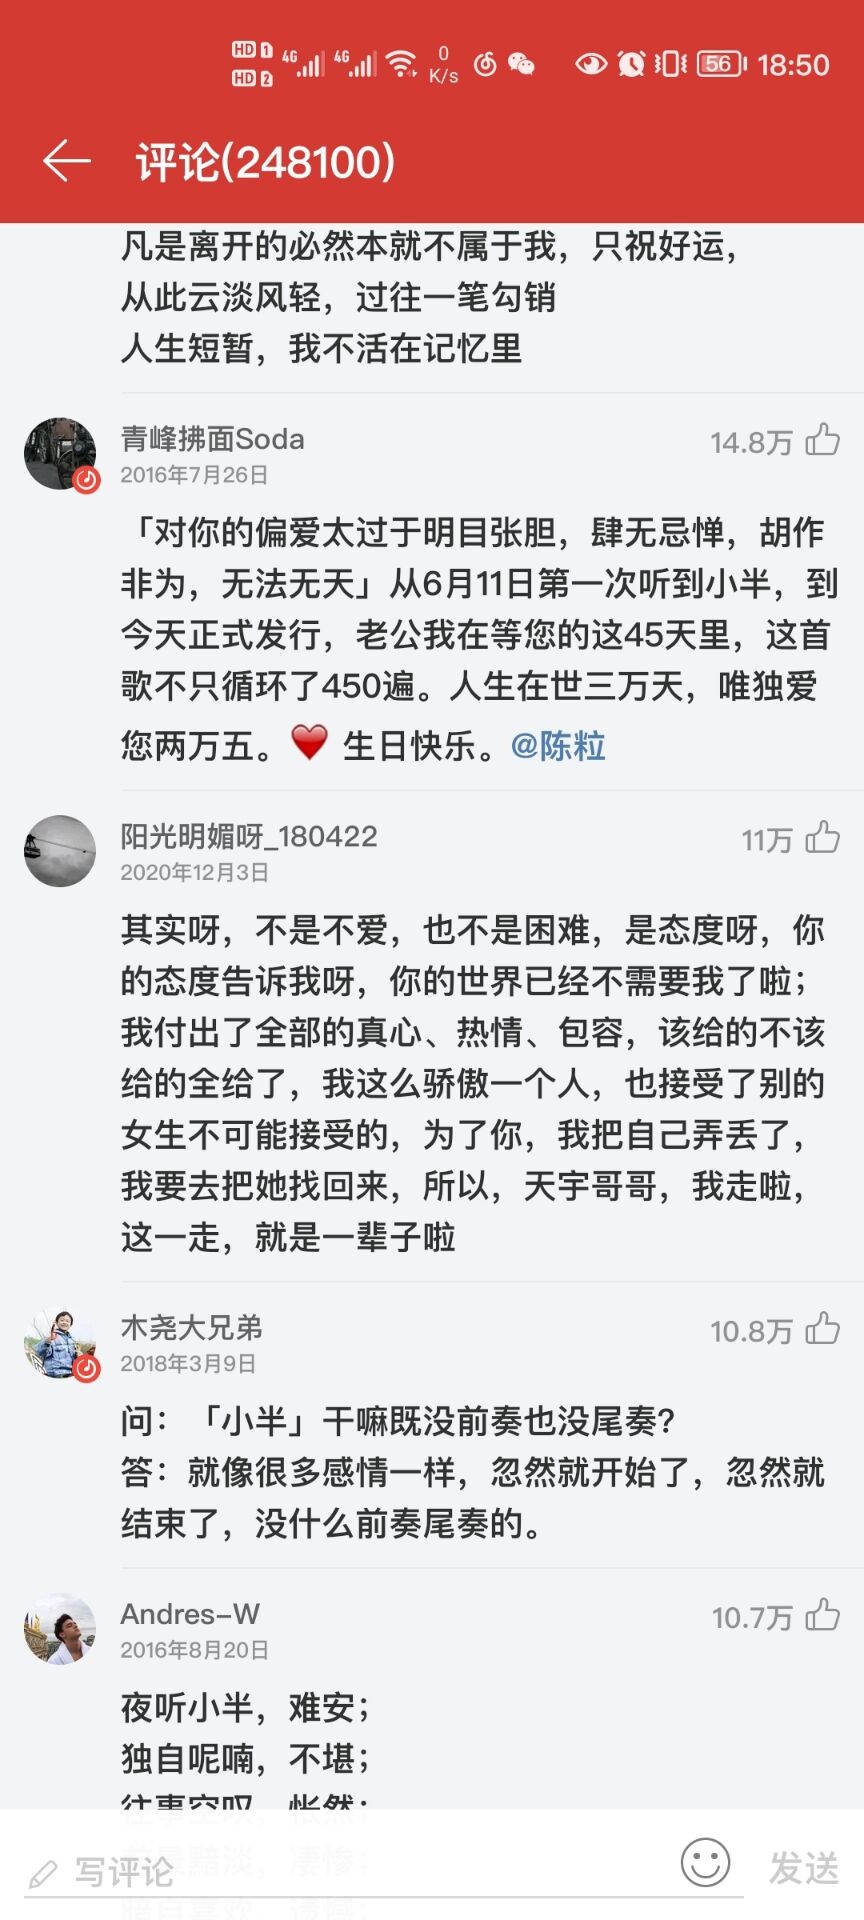 HD 1 4G 4G 0 56 18:50
HD 2 K/s
评论(248100)
凡是离开的必然本就不属于我，只祝好运，
从此云淡风轻，过往一笔勾销
人生短暂，我不活在记忆里
青峰拂面Soda 14.8万
2016年7月26日
「对你的偏爱太过于明目张胆，肆无忌惮，胡作
非为，无法无天」从6月11日第一次听到小半，到
今天正式发行，老公我在等您的这45天里，这首
歌不只循环了450遍。人生在世三万天，唯独爱
您两万五。❤️ 生日快乐。@陈粒
阳光明媚呀_180422 11万
2020年12月3日
其实呀，不是不爱，也不是困难，是态度呀，你
的态度告诉我呀，你的世界已经不需要我了啦；
我付出了全部的真心、热情、包容，该给的不该
给的全给了，我这么骄傲一个人，也接受了别的
女生不可能接受的，为了你，我把自己弄丢了，
我要去把她找回来，所以，天宇哥哥，我走啦，
这一走，就是一辈子啦
木尧大兄弟 10.8万
2018年3月9日
问：「小半」干嘛既没前奏也没尾奏？
答：就像很多感情一样，忽然就开始了，忽然就
结束了，没什么前奏尾奏的。
Andres-W 10.7万
2016年8月20日
夜听小半，难安；
独自呢喃，不堪；
往事空叹，怅然；
写评论 发送